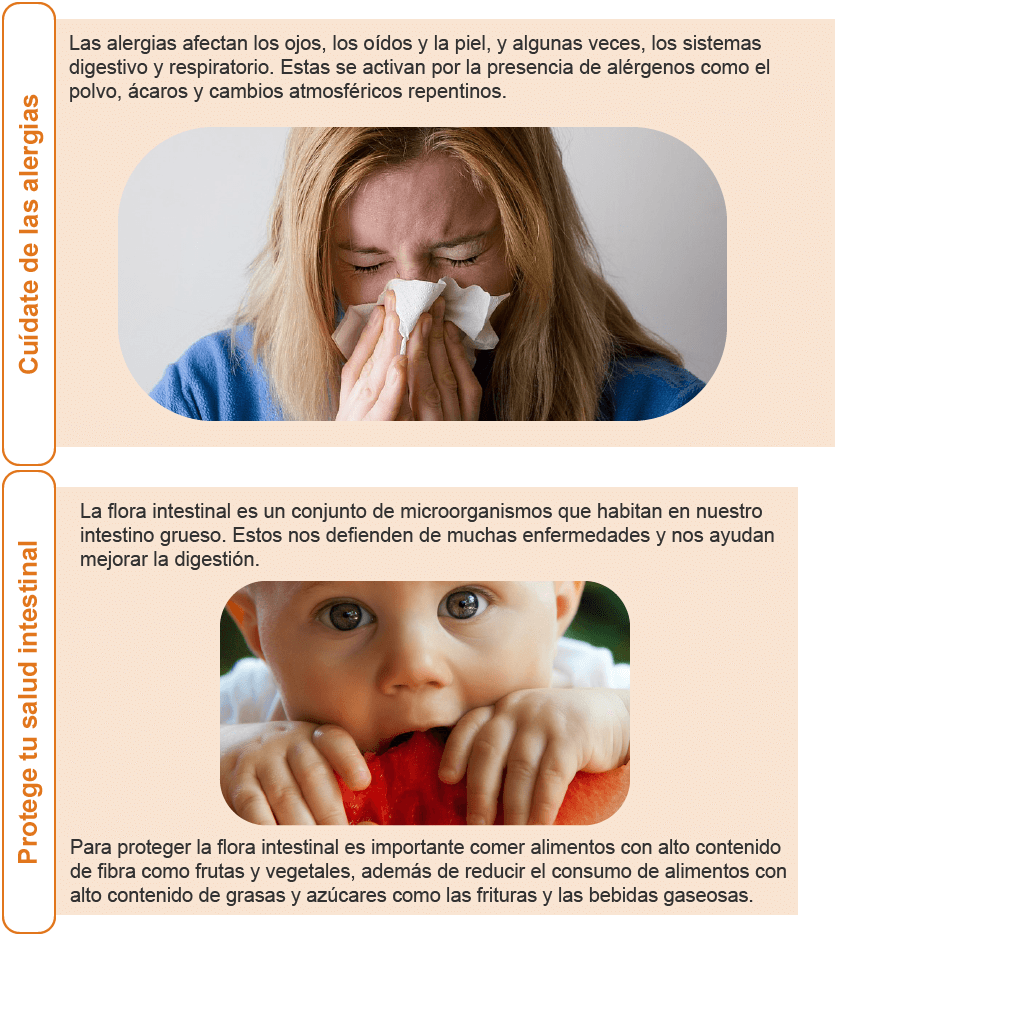 Cuídate de las alergias
Las alergias afectan los ojos, los oídos y la piel, y algunas veces, los sistemas
digestivo y respiratorio. Estas se activan por la presencia de alérgenos como el
polvo, ácaros y cambios atmosféricos repentinos.
Protege tu salud intestinal
La flora intestinal es un conjunto de microorganismos que habitan en nuestro
intestino grueso. Estos nos defienden de muchas enfermedades y nos ayudan
mejorar la digestión.
Para proteger la flora intestinal es importante comer alimentos con alto contenido
de fibra como frutas y vegetales, además de reducir el consumo de alimentos con
alto contenido de grasas y azúcares como las frituras y las bebidas gaseosas.